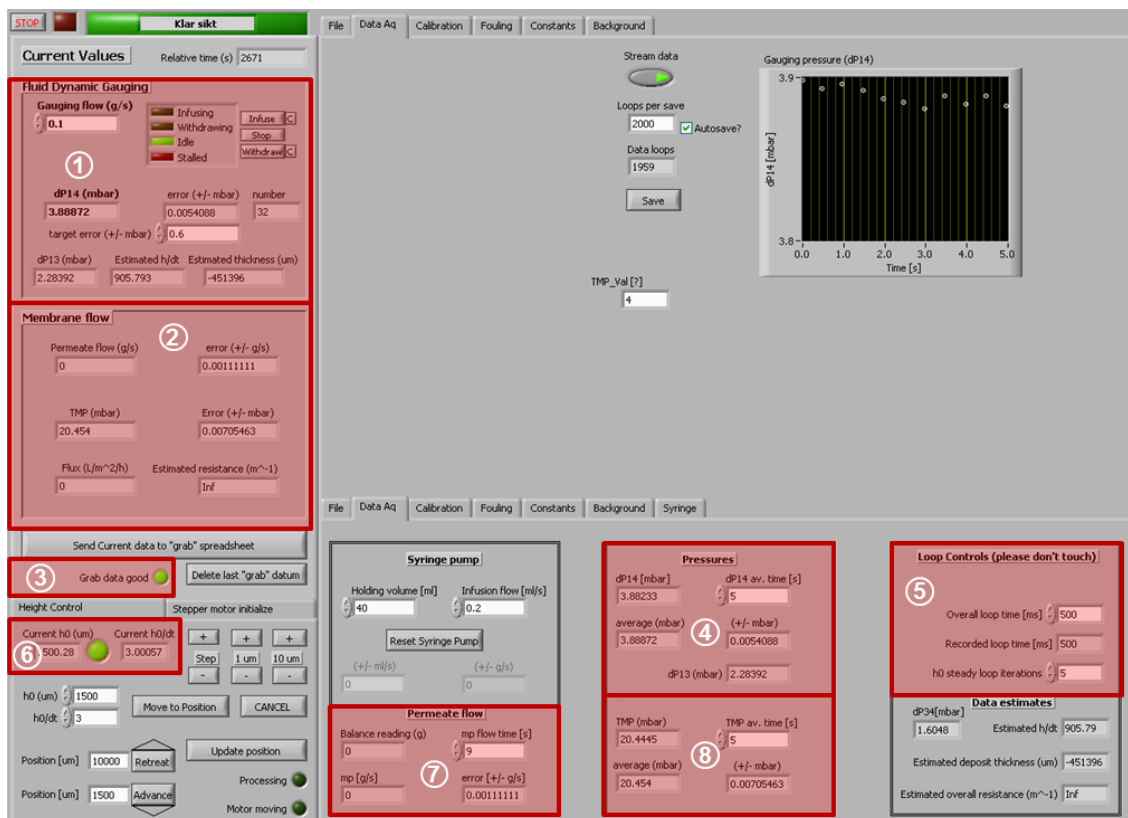 STOP
Klar sikt
Current Values
Relative time (s) 2671
Fluid Dynamic Gauging
Gauging flow (g/s)
0.1
Infusing
Withdrawing
Idle
Stalled
Infuse C
Stop
Withdraw C
①
dP14 (mbar) error (+/- mbar) number
3.88872 0.0054088 32
target error (+/- mbar) 0.6
dP13 (mbar) Estimated h/dt Estimated thickness (um)
2.28392 905.793 -451396
Membrane flow
②
Permeate flow (g/s) error (+/- g/s)
0 0.00111111
TMP (mbar) Error (+/- mbar)
20.454 0.00705463
Flux (L/m^2/h) Estimated resistance (m^-1)
0 Inf
Send Current data to "grab" spreadsheet
③ Grab data good
Delete last "grab" datum
Height Control Stepper motor initialize
Current h0 (um) Current h0/dt
⑥ 500.28 3.00057
+ + +
Step 1 um 10 um
- - -
h0 (um) 1500
h0/dt 3
Move to Position CANCEL
Update position
Position [um] 10000 Retreat
Processing
Position [um] 1500 Advance
Motor moving
File Data Aq Calibration Fouling Constants Background
Stream data
Loops per save
2000 Autosave?
Data loops
1959
Save
TMP_Val [?]
4
Gauging pressure (dP14)
3.9
dP14 [mbar]
3.8
0.0 1.0 2.0 3.0 4.0 5.0
Time [s]
File Data Aq Calibration Fouling Constants Background Syringe
Syringe pump
Holding volume [ml] Infusion flow [ml/s]
40 0.2
Reset Syringe Pump
(+/- ml/s) (+/- g/s)
0 0
Permeate flow
Balance reading (g) mp flow time [s]
0 9
⑦
mp [g/s] error [+/- g/s]
0 0.00111111
Pressures
dP14 [mbar] dP14 av. time [s]
3.88233 5
④
average (mbar) (+/- mbar)
3.88872 0.0054088
dP13 (mbar) 2.28392
TMP (mbar) TMP av. time [s]
20.4445 5
⑧
average (mbar) (+/- mbar)
20.454 0.00705463
Loop Controls (please don't touch)
⑤
Overall loop time [ms] 500
Recorded loop time [ms] 500
h0 steady loop iterations 5
Data estimates
dP34[mbar]
1.6048 Estimated h/dt 905.79
Estimated deposit thickness (um) -451396
Estimated overall resistance (m^-1) Inf